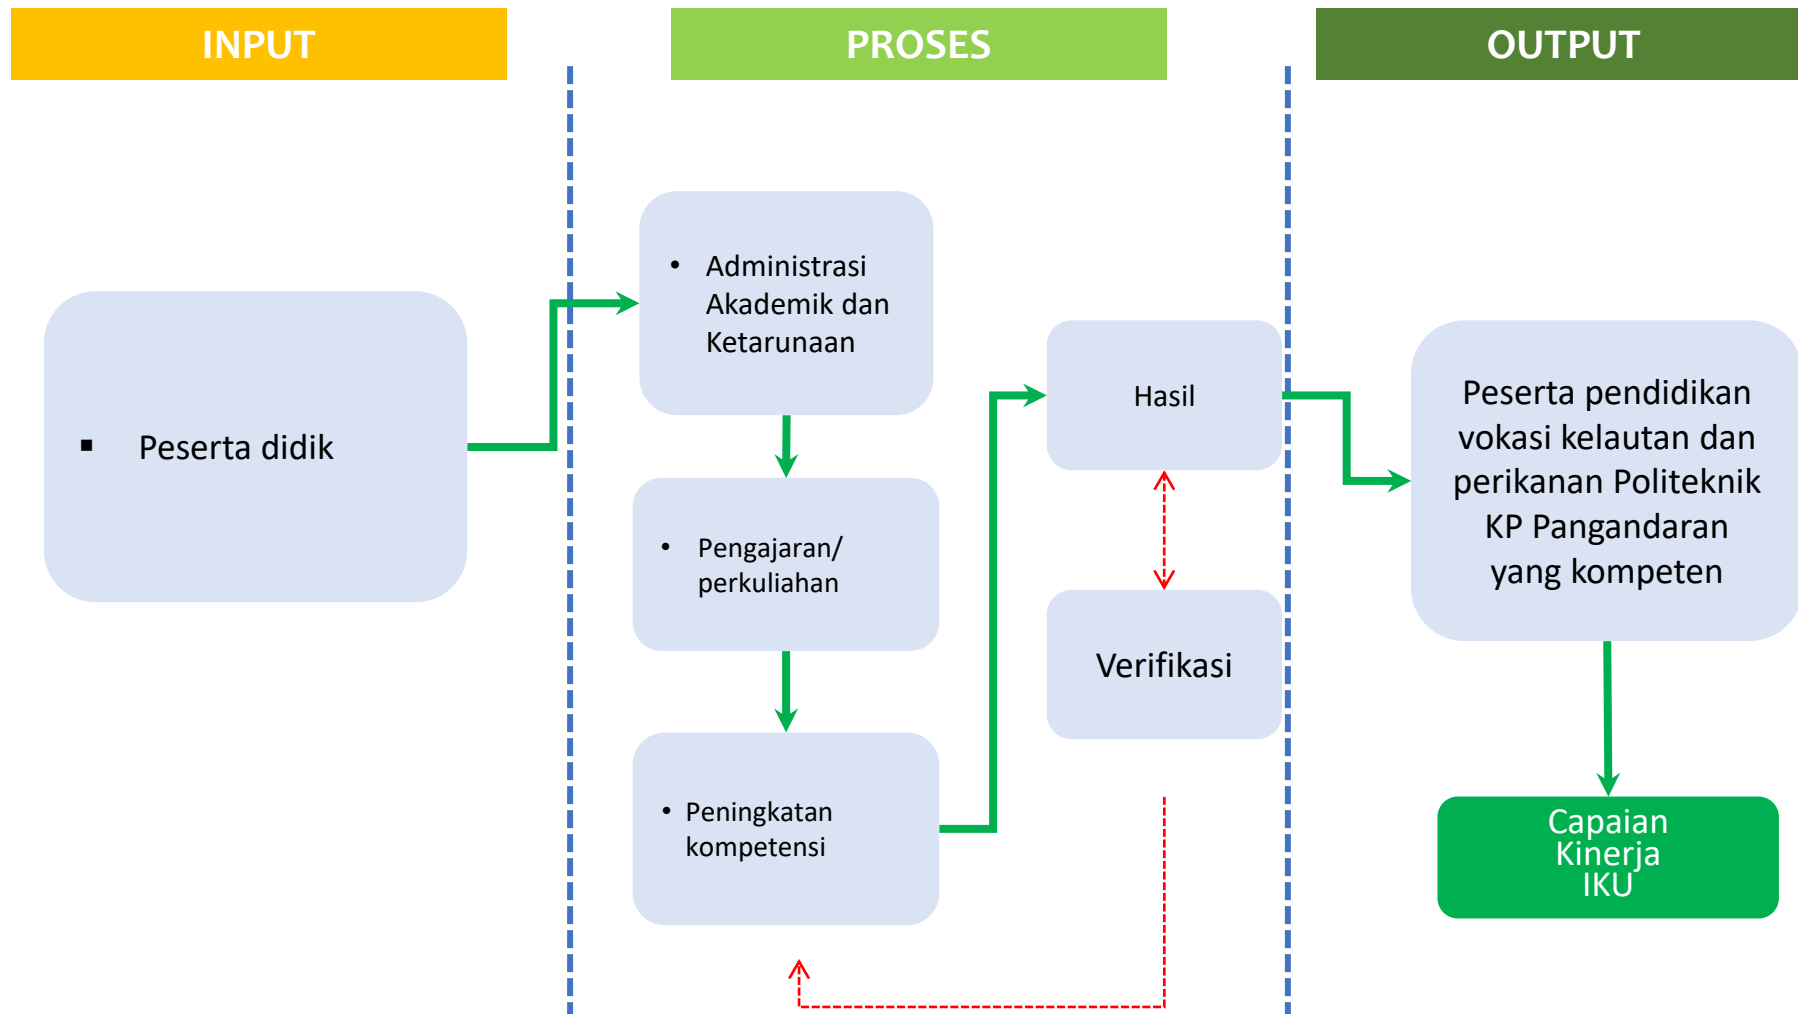 INPUT
PROSES
OUTPUT
▪ Peserta didik
• Administrasi
Akademik dan
Ketarunaan
• Pengajaran/
perkuliahan
• Peningkatan
kompetensi
Hasil
Verifikasi
Peserta pendidikan
vokasi kelautan dan
perikanan Politeknik
KP Pangandaran
yang kompeten
Capaian
Kinerja
IKU